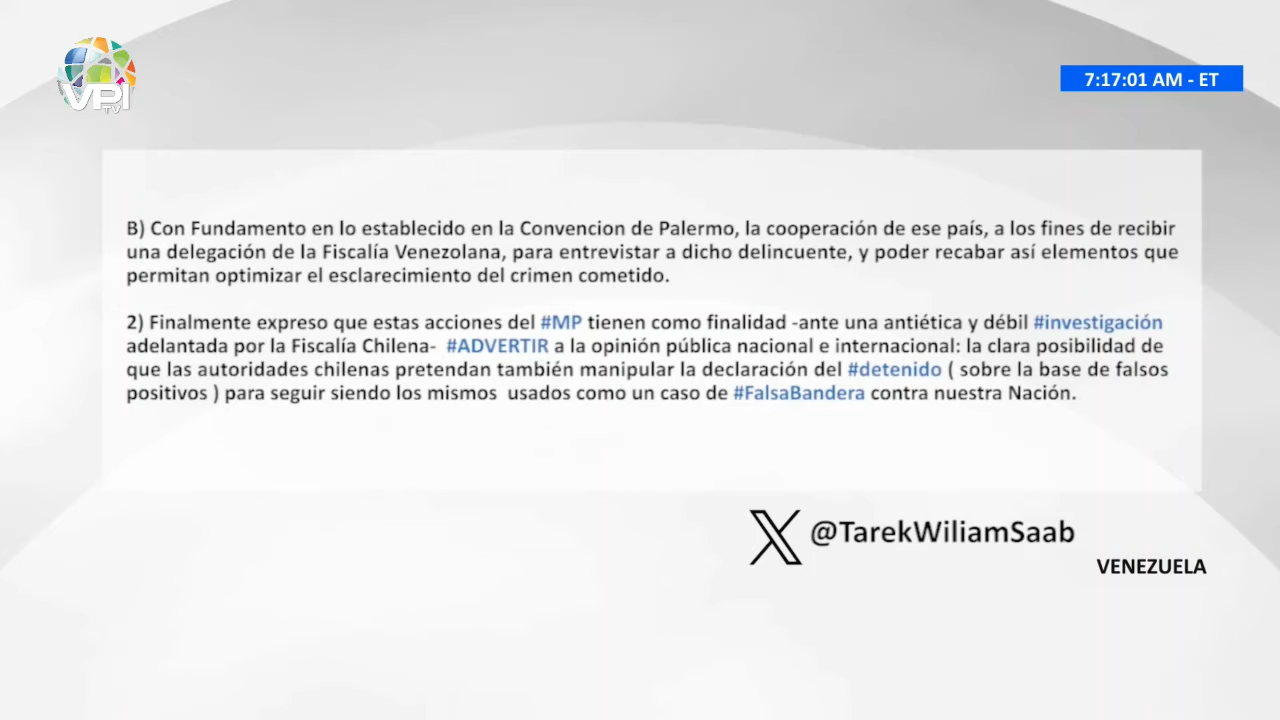 VPI
TV
7:17:01 AM - ET
B) Con Fundamento en lo establecido en la Convencion de Palermo, la cooperación de ese país, a los fines de recibir
una delegación de la Fiscalía Venezolana, para entrevistar a dicho delincuente, y poder recabar así elementos que
permitan optimizar el esclarecimiento del crimen cometido.
2) Finalmente expreso que estas acciones del #MP tienen como finalidad -ante una antiética y débil #investigación
adelantada por la Fiscalía Chilena- #ADVERTIR a la opinión pública nacional e internacional: la clara posibilidad de
que las autoridades chilenas pretendan también manipular la declaración del #detenido ( sobre la base de falsos
positivos ) para seguir siendo los mismos usados como un caso de #FalsaBandera contra nuestra Nación.
X @TarekWiliamSaab
VENEZUELA